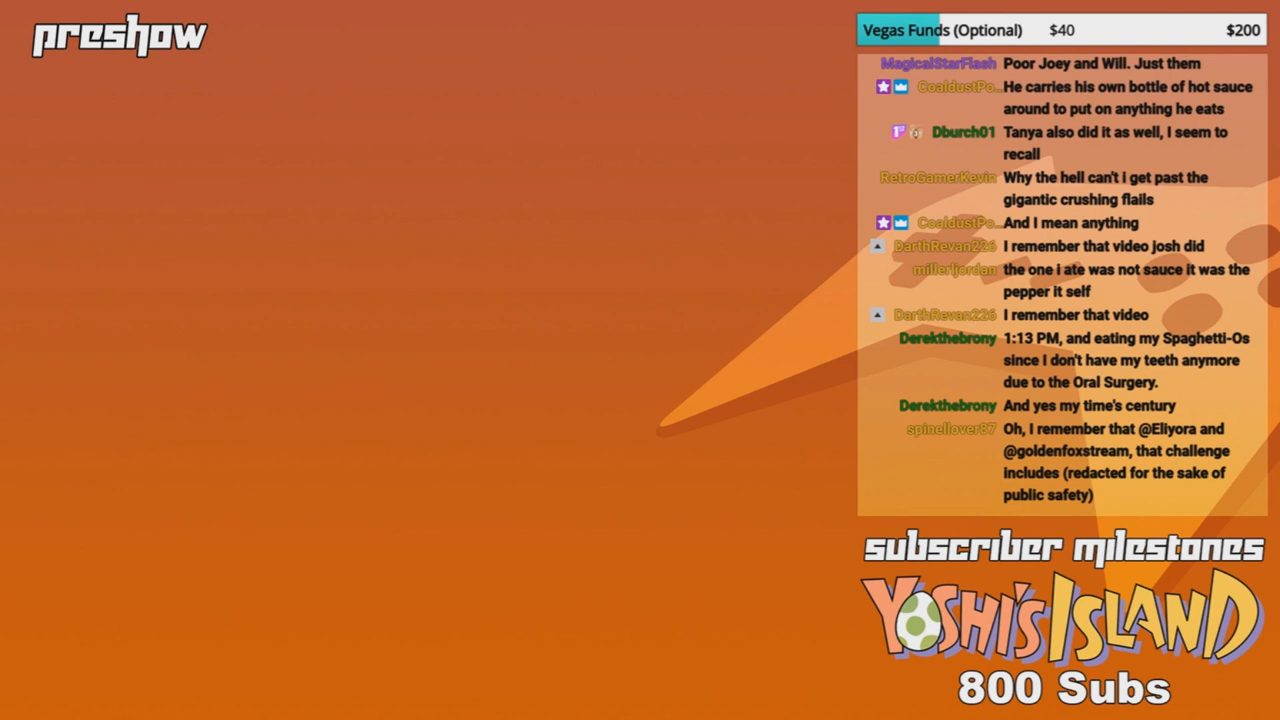 preshow
Vegas Funds (Optional) $40 $200
MagicalStarFlash Poor Joey and Will. Just them
CoaldustPo... He carries his own bottle of hot sauce
around to put on anything he eats
Dburch01 Tanya also did it as well, I seem to
recall
RetroGamerKevin Why the hell can't i get past the
gigantic crushing flails
CoaldustPo... And I mean anything
DarthRevan226 I remember that video josh did
millerljordan the one i ate was not sauce it was the
pepper it self
DarthRevan226 I remember that video
Derekthebrony 1:13 PM, and eating my Spaghetti-Os
since I don't have my teeth anymore
due to the Oral Surgery.
Derekthebrony And yes my time's century
spinellover87 Oh, I remember that @Eliyora and
@goldenfoxstream, that challenge
includes (redacted for the sake of
public safety)
subscriber milestones
YOSHI'S ISLAND
800 Subs